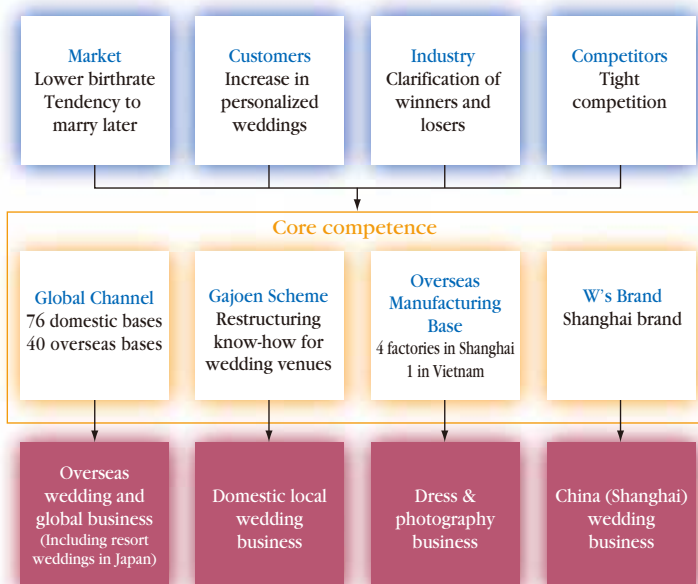 Market
Lower birthrate
Tendency to
marry later
Customers
Increase in
personalized
weddings
Industry
Clarification of
winners and
losers
Competitors
Tight
competition
Core competence
Global Channel
76 domestic bases
40 overseas bases
Gajoen Scheme
Restructuring
know-how for
wedding venues
Overseas
Manufacturing
Base
4 factories in Shanghai
1 in Vietnam
W's Brand
Shanghai brand
Overseas
wedding and
global business
(Including resort
weddings in Japan)
Domestic local
wedding
business
Dress &
photography
business
China (Shanghai)
wedding
business